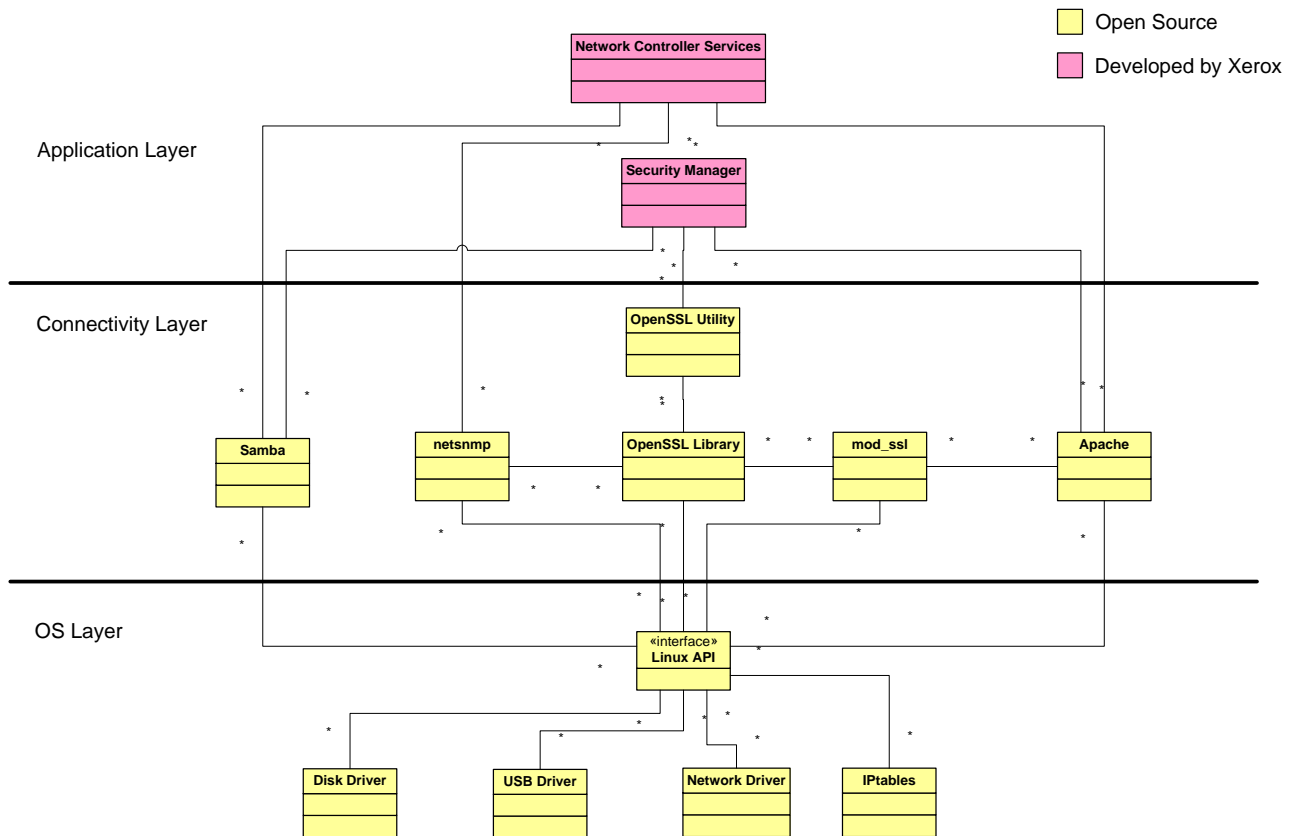 Open Source
Developed by Xerox
Network Controller Services
Application Layer
* * *
Security Manager
* * *
*
Connectivity Layer
OpenSSL Utility
* * * * * * *
*
Samba
netsnmp
OpenSSL Library
* *
mod_ssl
* *
Apache
* *
* * * * *
* * * *
OS Layer
*
«interface»
Linux API
*
*
* * * * * * * *
Disk Driver
USB Driver
Network Driver
IPtables